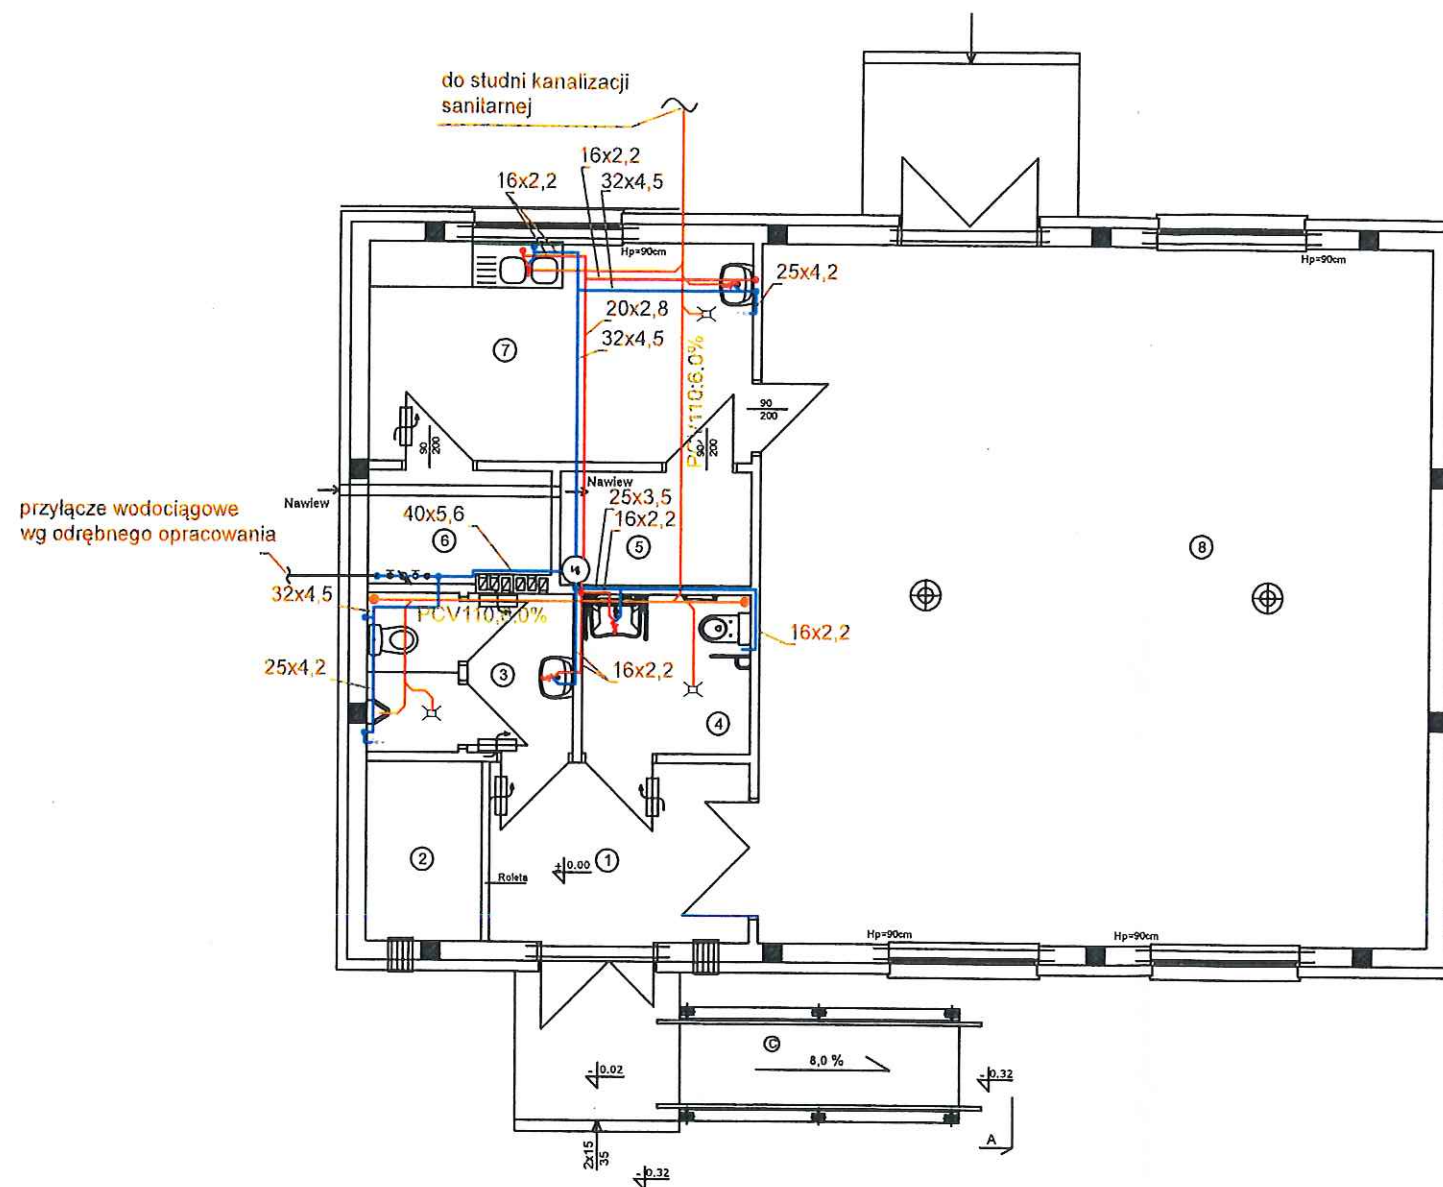 do studni kanalizacji
sanitarnej
16x2,2
16x2,2
32x4,5
Hp=90cm
Hp=90cm
25x4,2
20x2,8
32x4,5
7
PCV110:6.0%
90
200
90
200
90
200
Nawiew
Nawiew
25x3,5
16x2,2
40x5,6
przyłącze wodociągowe
wg odrębnego opracowania
6
5
8
32x4,5
16x2,2
25x4,2
3
16x2,2
4
2
Roleta
+0.00
1
Hp=90cm
Hp=90cm
C
8,0 %
-0.02
-0,32
A
2x15
35
-0.32